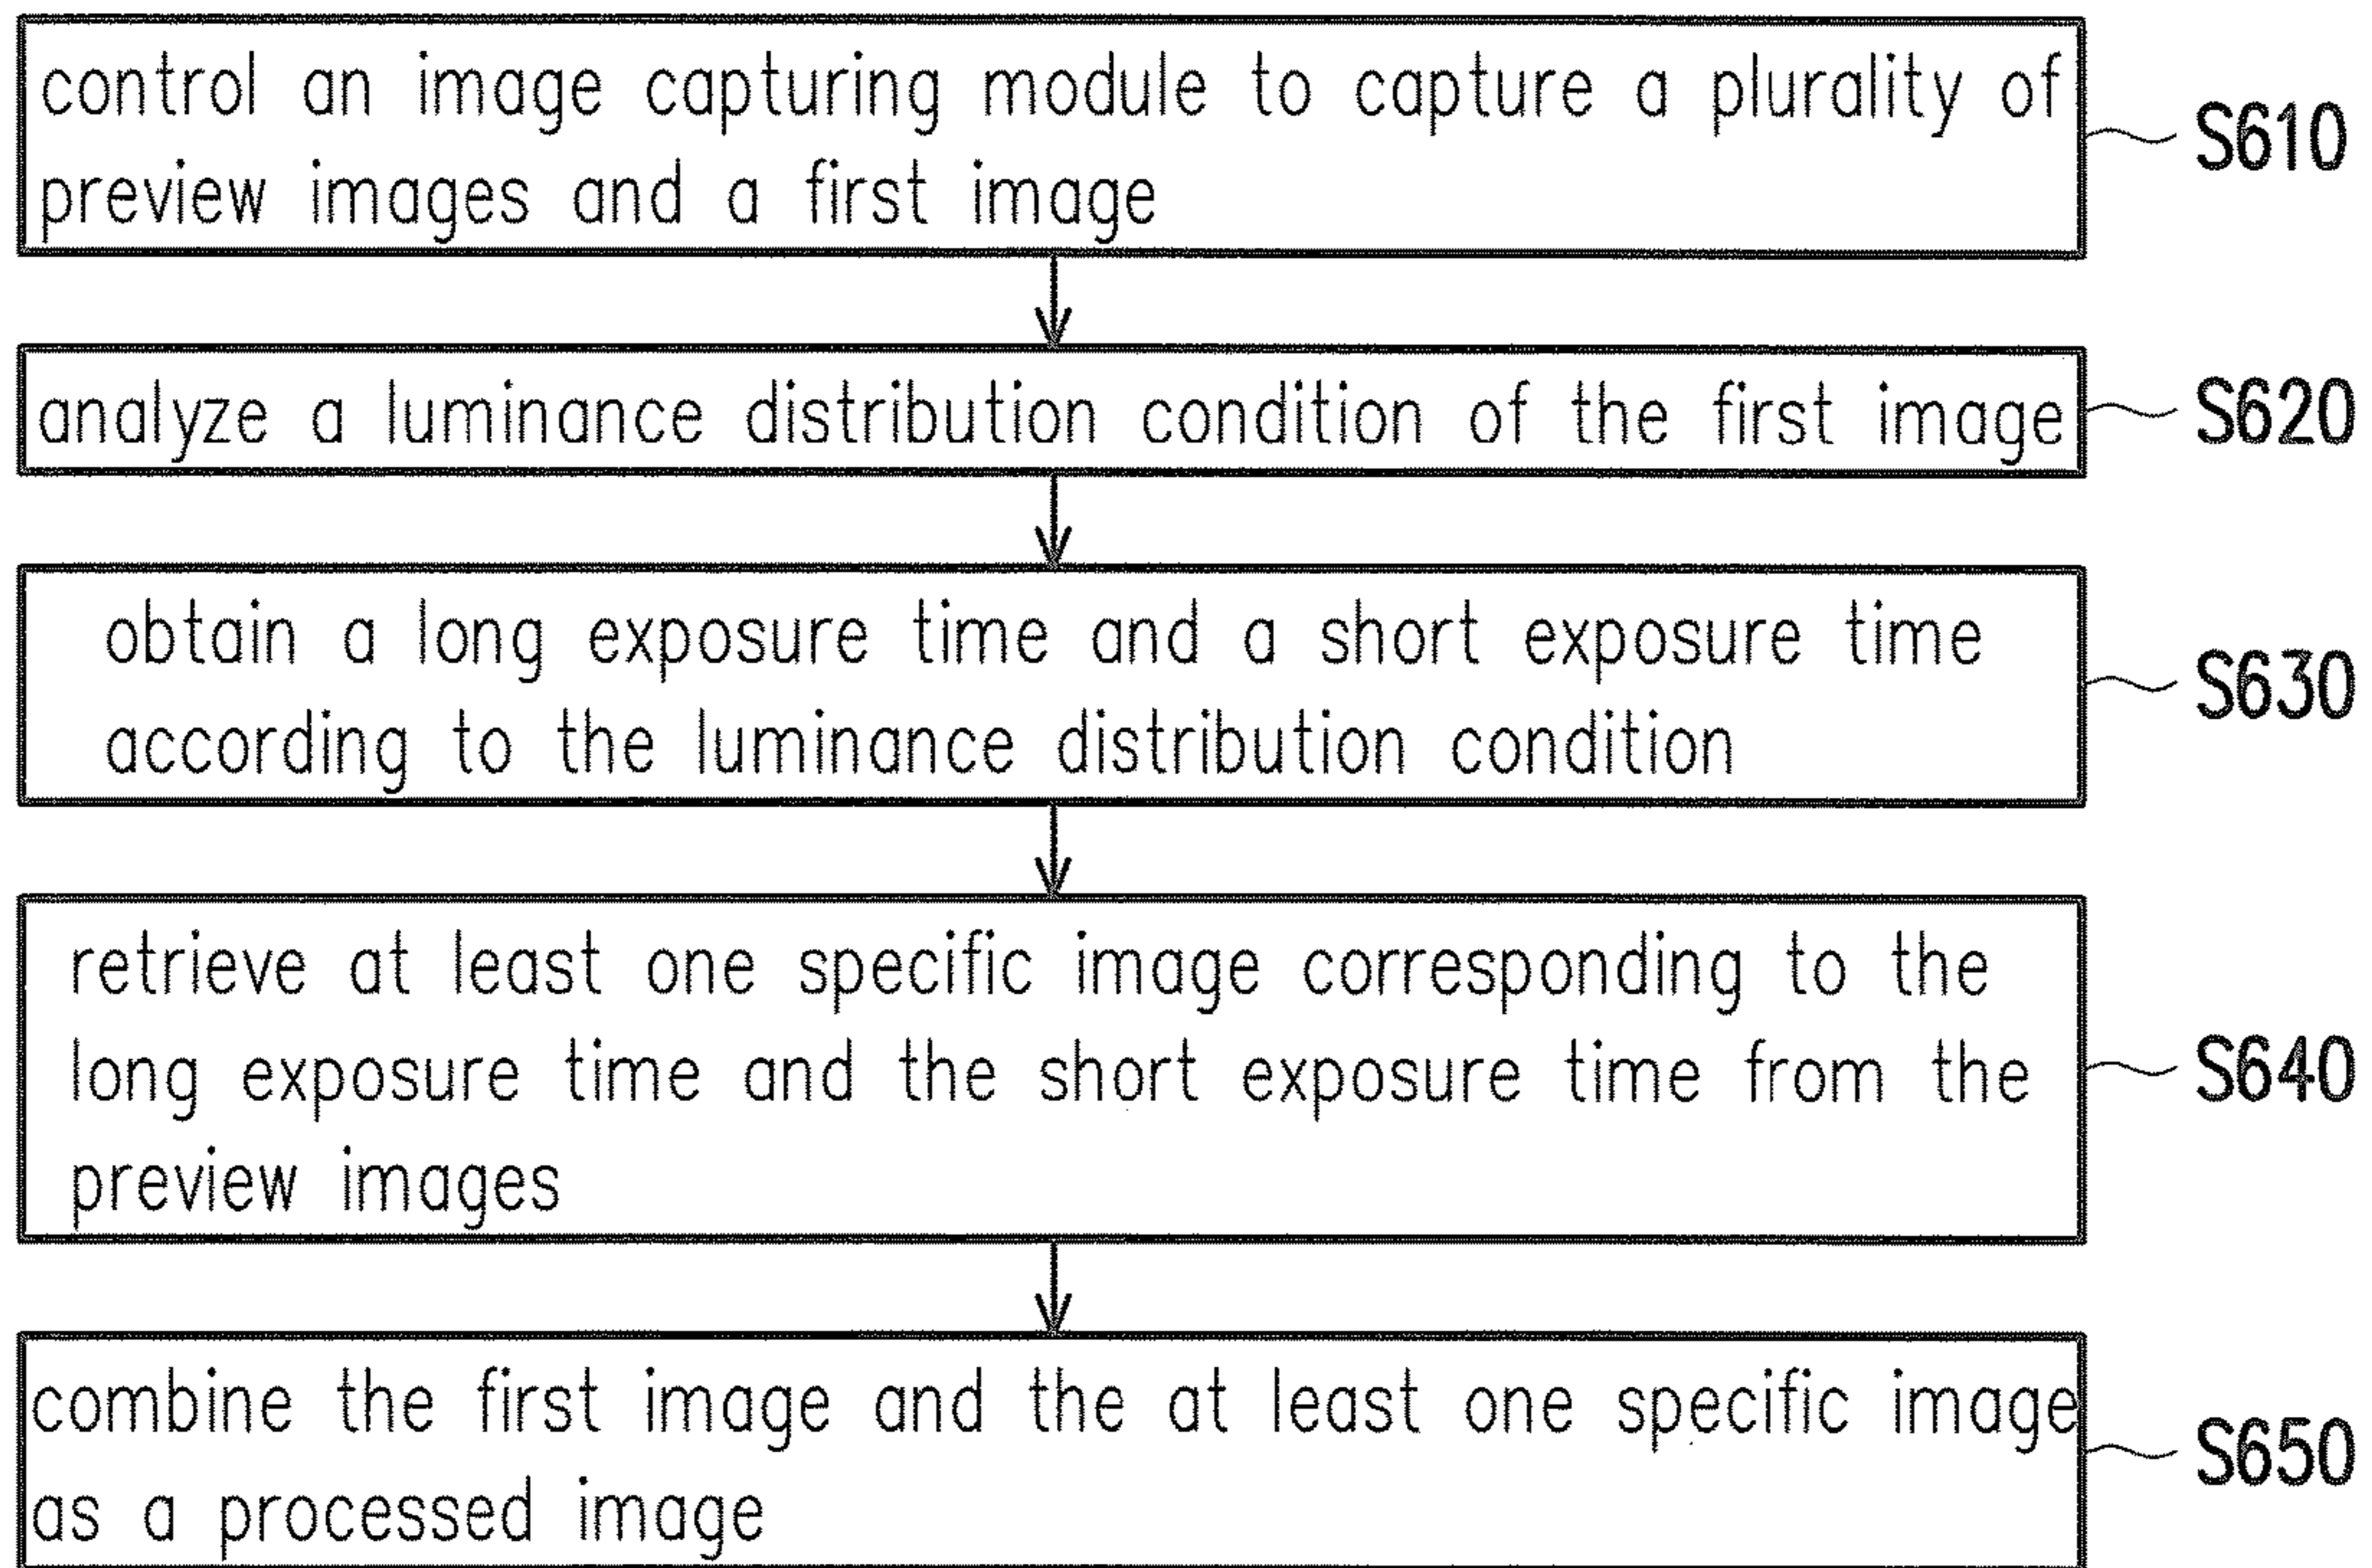 control an image capturing module to capture a plurality of
preview images and a first image
S610
analyze a luminance distribution condition of the first image
S620
obtain a long exposure time and a short exposure time
according to the luminance distribution condition
S630
retrieve at least one specific image corresponding to the
long exposure time and the short exposure time from the
preview images
S640
combine the first image and the at least one specific image
as a processed image
S650